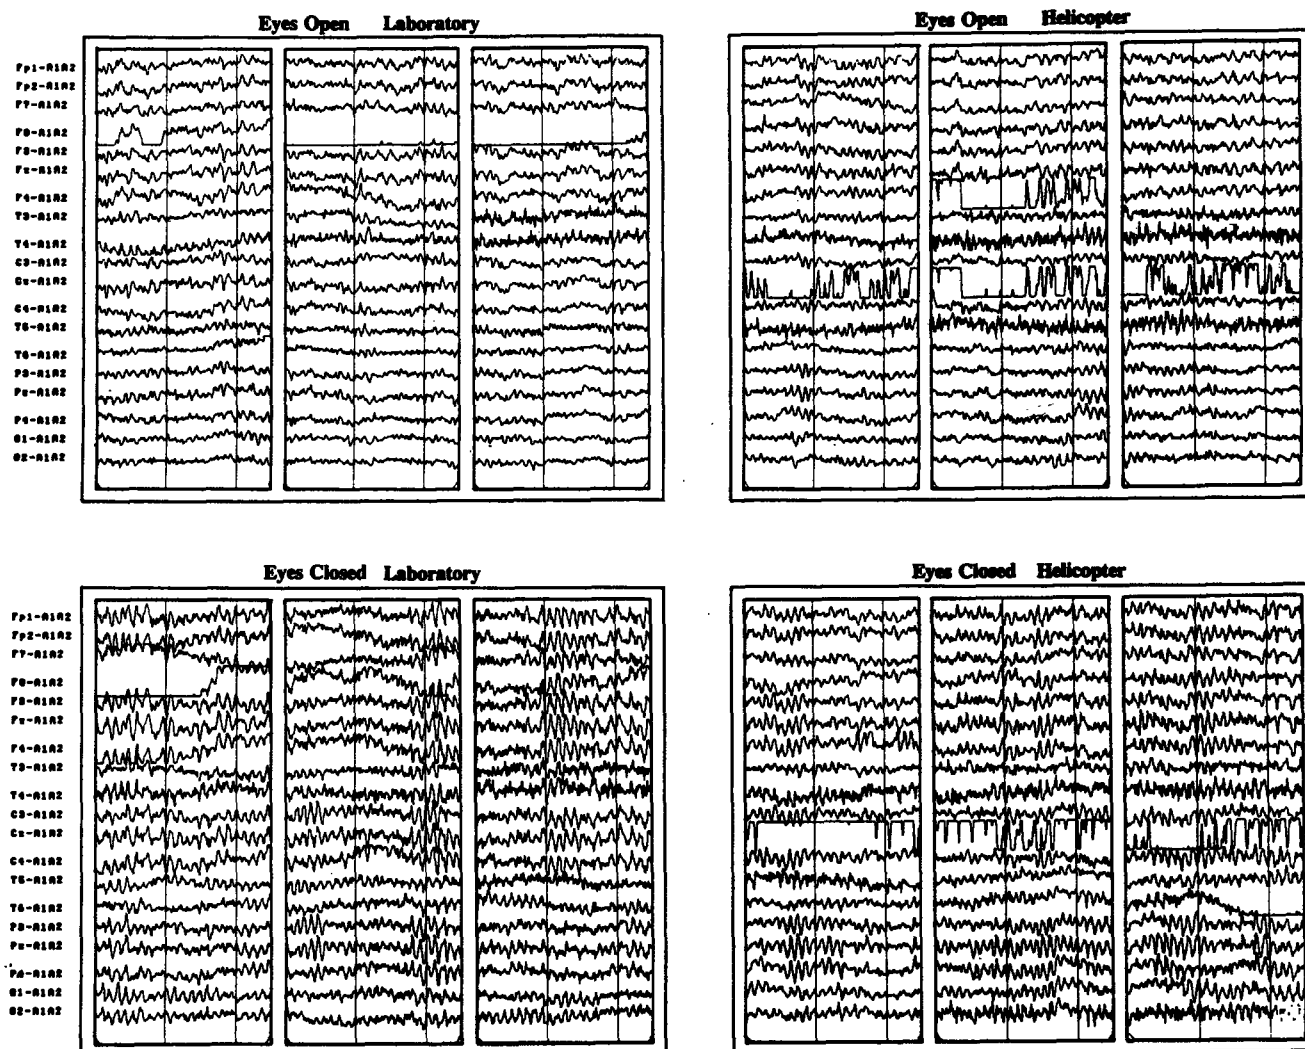 Eyes Open Laboratory
Fp1-A1A2
Fp2-A1A2
F7-A1A2
F8-A1A2
F3-A1A2
Fz-A1A2
F4-A1A2
T3-A1A2
T4-A1A2
C3-A1A2
Cz-A1A2
C4-A1A2
T5-A1A2
T6-A1A2
P3-A1A2
Pz-A1A2
P4-A1A2
O1-A1A2
O2-A1A2
Eyes Open Helicopter
Eyes Closed Laboratory
Fp1-A1A2
Fp2-A1A2
F7-A1A2
F8-A1A2
F3-A1A2
Fz-A1A2
F4-A1A2
T3-A1A2
T4-A1A2
C3-A1A2
Cz-A1A2
C4-A1A2
T5-A1A2
T6-A1A2
P3-A1A2
Pz-A1A2
P4-A1A2
O1-A1A2
O2-A1A2
Eyes Closed Helicopter